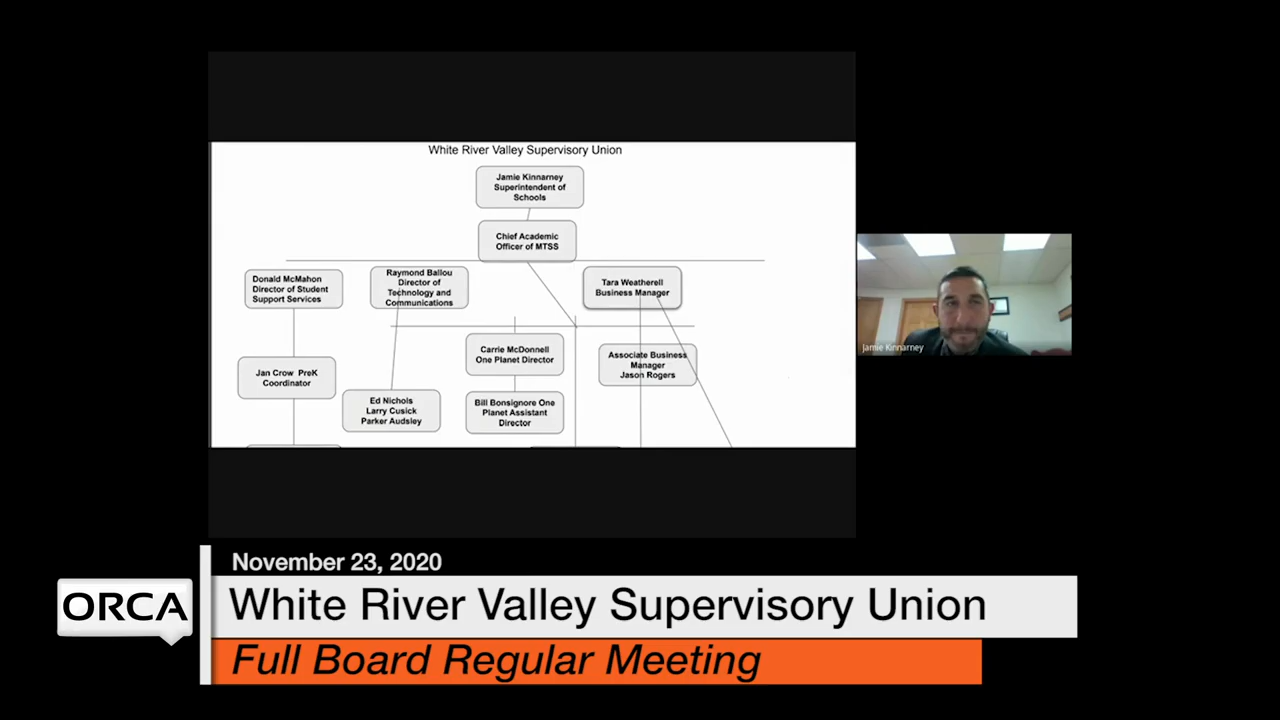 White River Valley Supervisory Union
Jamie Kinnarney
Superintendent of
Schools
Chief Academic
Officer of MTSS
Donald McMahon
Director of Student
Support Services
Raymond Ballou
Director of
Technology and
Communications
Tara Weatherell
Business Manager
Carrie McDonnell
One Planet Director
Associate Business
Manager
Jason Rogers
Jan Crow PreK
Coordinator
Ed Nichols
Larry Cusick
Parker Audsley
Bill Bonsignore One
Planet Assistant
Director
Jamie Kinnarney
November 23, 2020
ORCA
White River Valley Supervisory Union
Full Board Regular Meeting